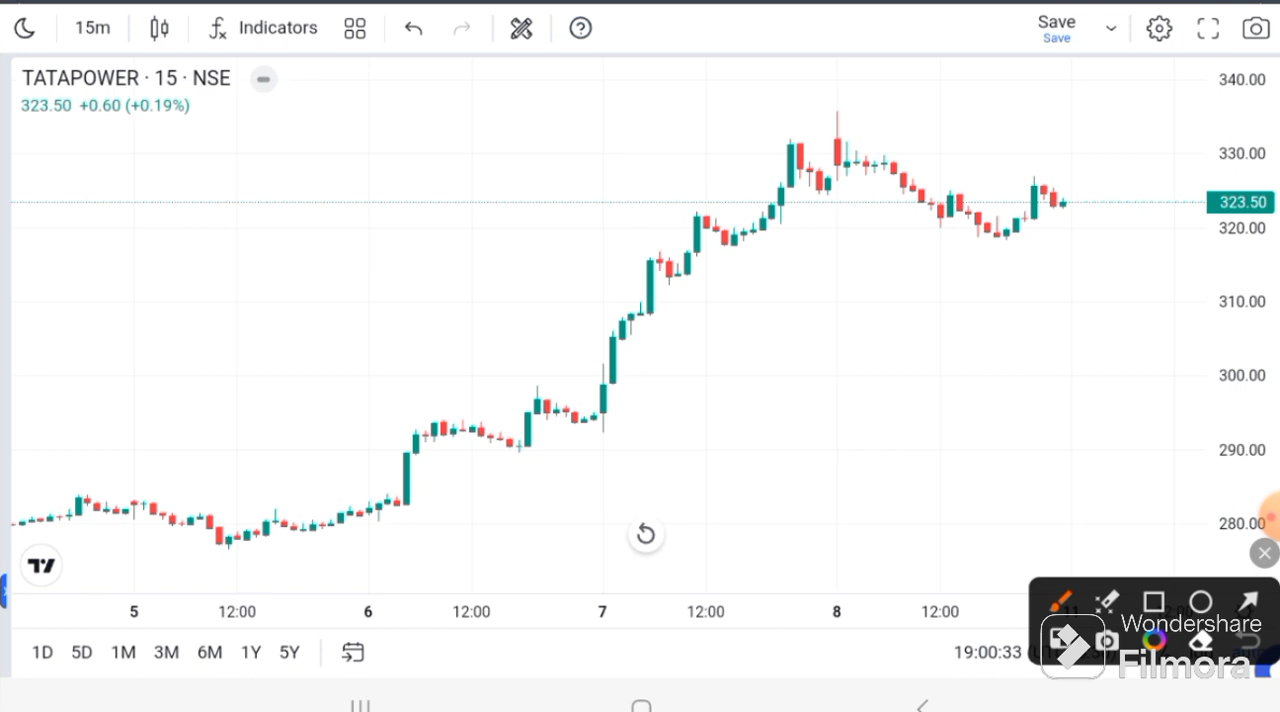 15m Indicators Save
Save
TATAPOWER · 15 · NSE
323.50 +0.60 (+0.19%)
340.00
330.00
323.50
320.00
310.00
300.00
290.00
280.00
5 12:00 6 12:00 7 12:00 8 12:00 11
1D 5D 1M 3M 6M 1Y 5Y 19:00:33
Wondershare
Filmora